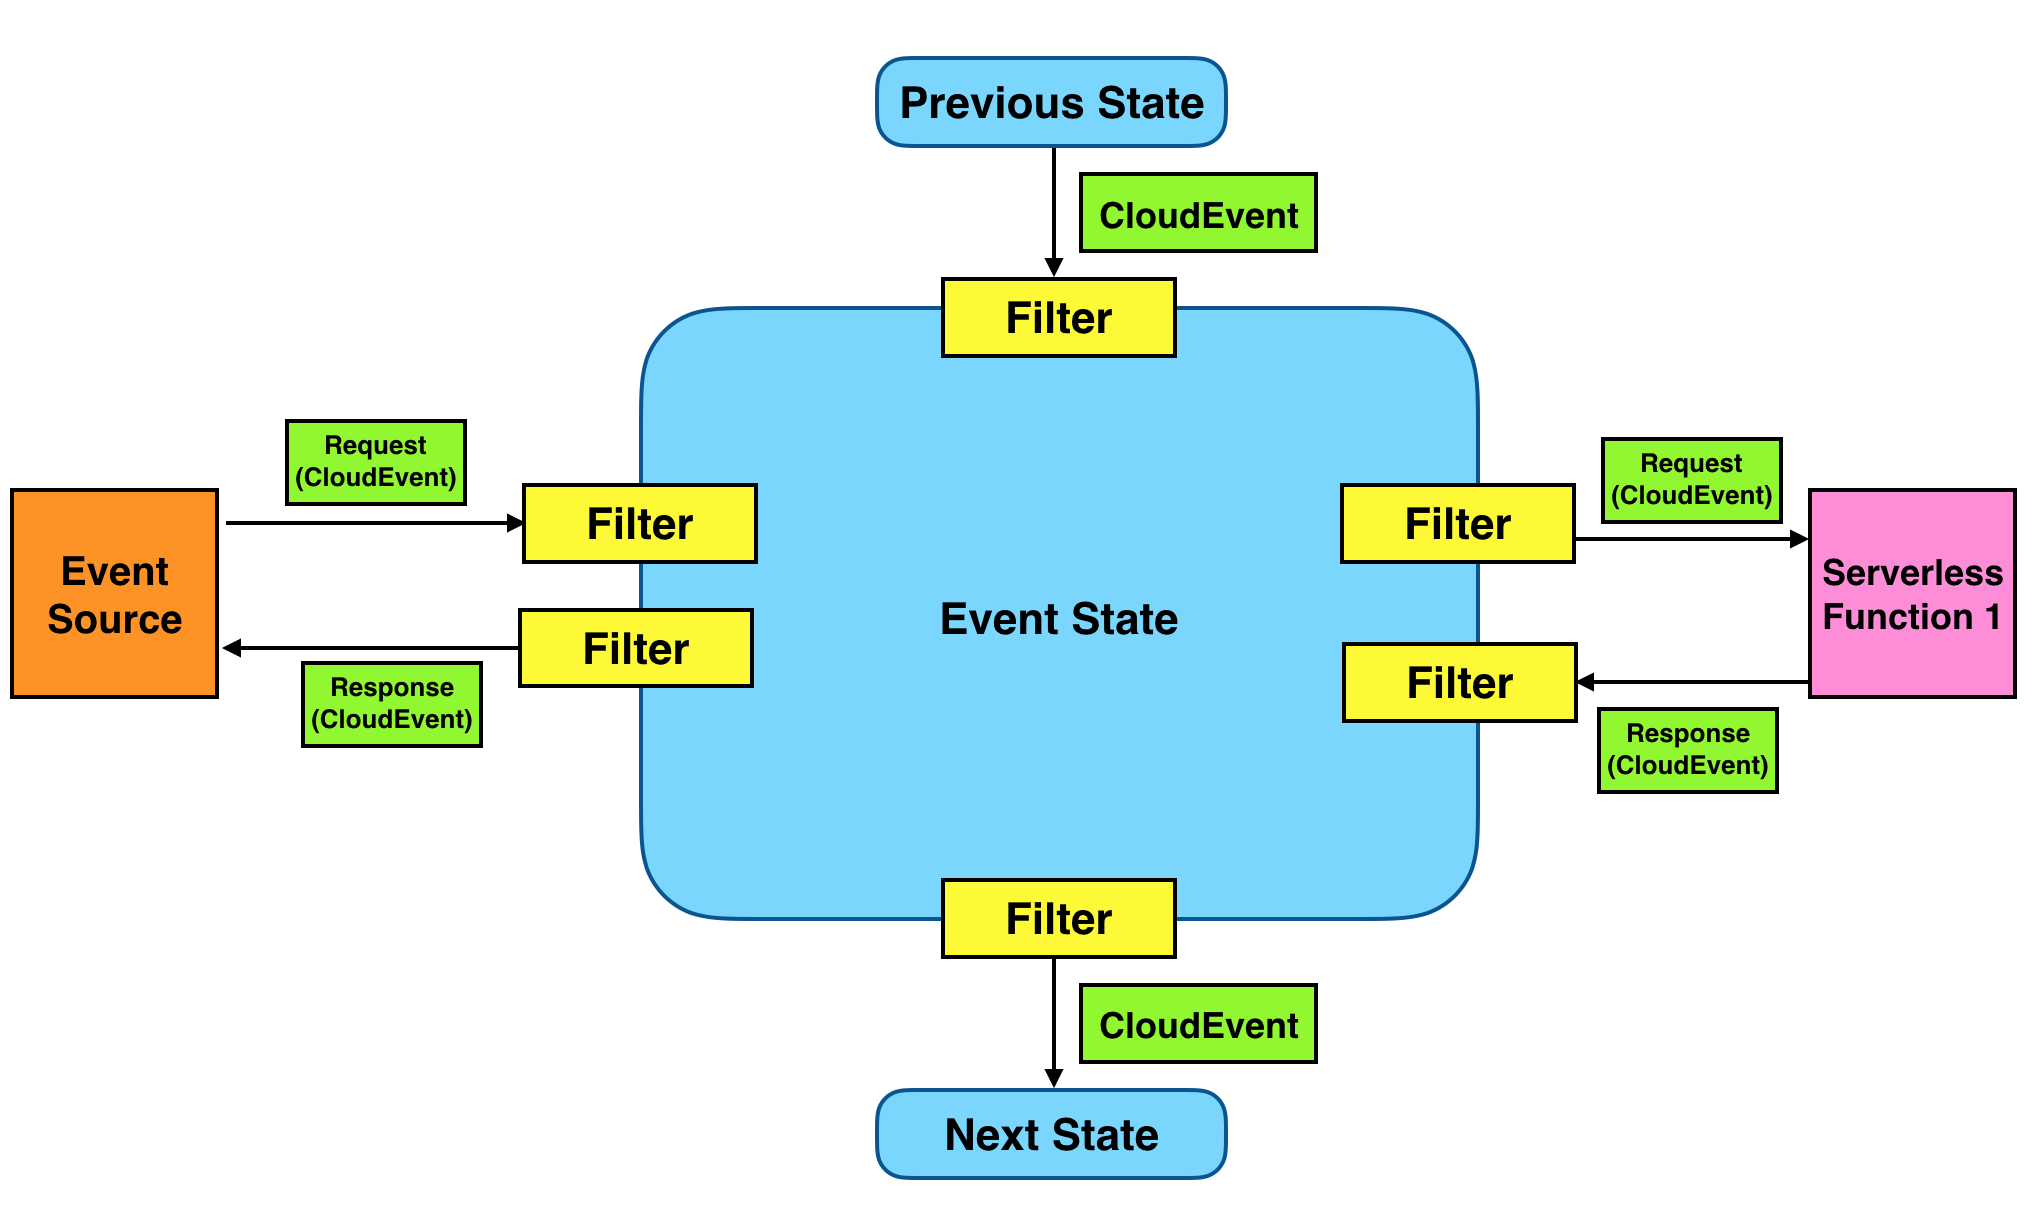 Previous State
CloudEvent
Filter
Request
(CloudEvent)
Filter
Event
Source
Filter
Response
(CloudEvent)
Event State
Filter
Request
(CloudEvent)
Serverless
Function 1
Filter
Response
(CloudEvent)
Filter
CloudEvent
Next State